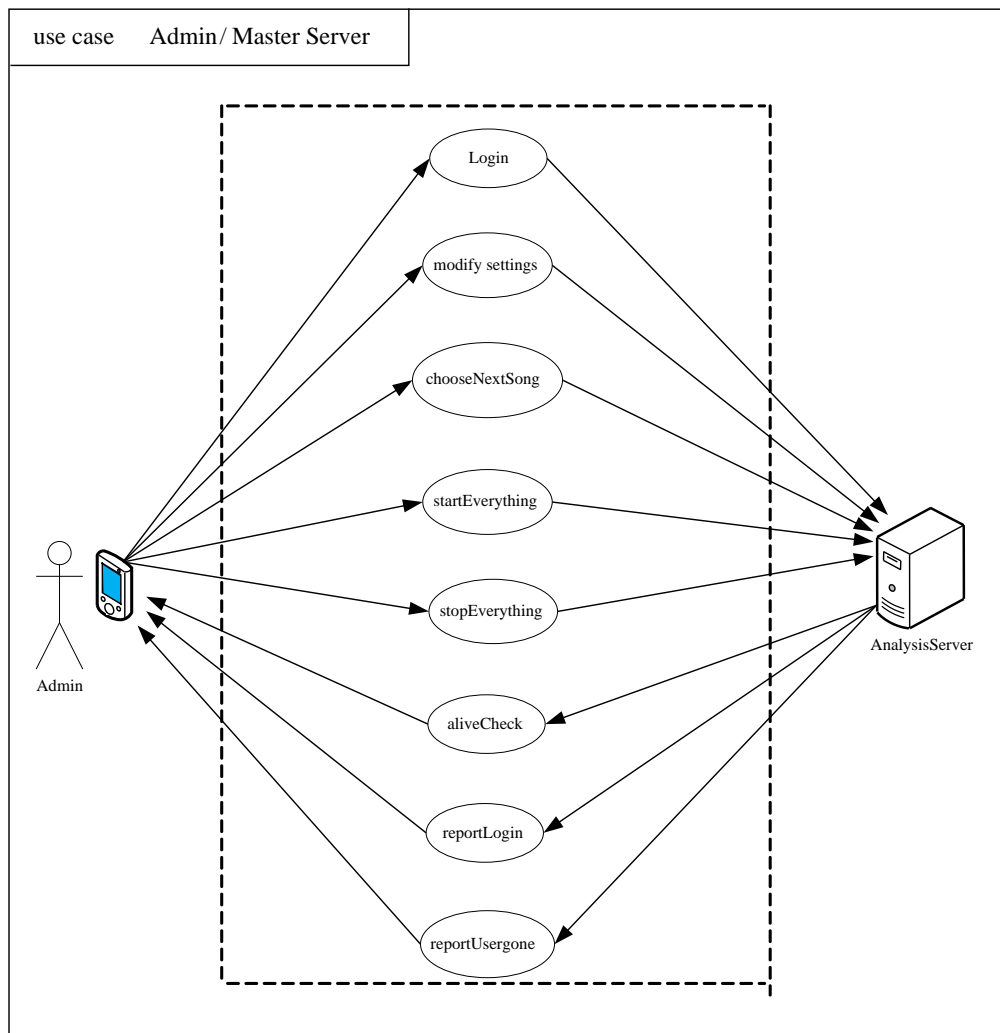 use case Admin/ Master Server
Login
modify settings
chooseNextSong
startEverything
stopEverything
AnalysisServer
Admin
aliveCheck
reportLogin
reportUsergone